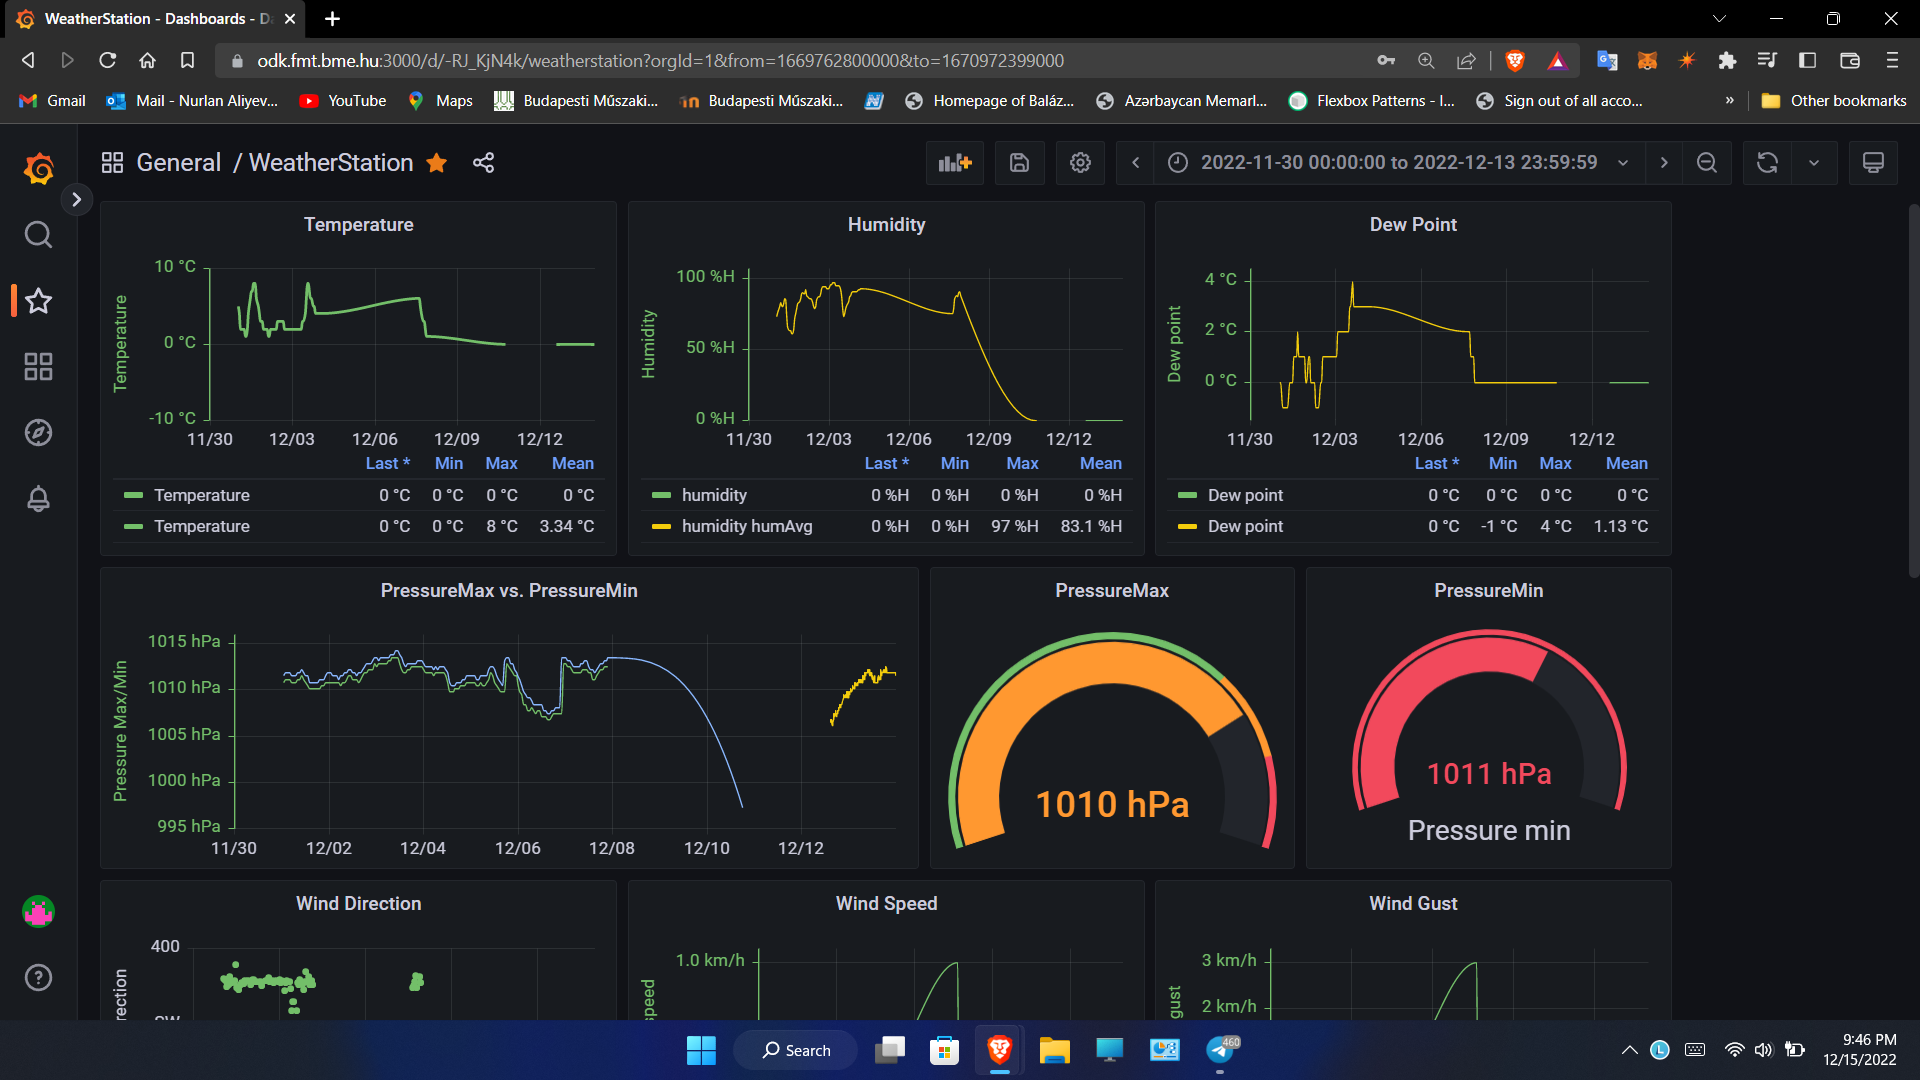 WeatherStation - Dashboards - D
odk.fmt.bme.hu:3000/d/-RJ_KjN4k/weatherstation?orgId=1&from=1669762800000&to=1670972399000
Gmail Mail - Nurlan Aliyev... YouTube Maps Budapesti Műszaki... Budapesti Műszaki... Homepage of Baláz... Azərbaycan Memarl... Flexbox Patterns - I... Sign out of all acco... » Other bookmarks
General / WeatherStation 2022-11-30 00:00:00 to 2022-12-13 23:59:59
Temperature
Temperature
10 °C
0 °C
-10 °C
11/30 12/03 12/06 12/09 12/12
Last * Min Max Mean
Temperature 0 °C 0 °C 0 °C 0 °C
Temperature 0 °C 0 °C 8 °C 3.34 °C
Humidity
Humidity
100 %H
50 %H
0 %H
11/30 12/03 12/06 12/09 12/12
Last * Min Max Mean
humidity 0 %H 0 %H 0 %H 0 %H
humidity humAvg 0 %H 0 %H 97 %H 83.1 %H
Dew Point
Dew point
4 °C
2 °C
0 °C
11/30 12/03 12/06 12/09 12/12
Last * Min Max Mean
Dew point 0 °C 0 °C 0 °C 0 °C
Dew point 0 °C -1 °C 4 °C 1.13 °C
PressureMax vs. PressureMin
Pressure Max/Min
1015 hPa
1010 hPa
1005 hPa
1000 hPa
995 hPa
11/30 12/02 12/04 12/06 12/08 12/10 12/12
PressureMax
1010 hPa
PressureMin
1011 hPa
Pressure min
Wind Direction
400
rection
Wind Speed
1.0 km/h
speed
Wind Gust
3 km/h
2 km/h
gust
Search
460
L
9:46 PM
12/15/2022